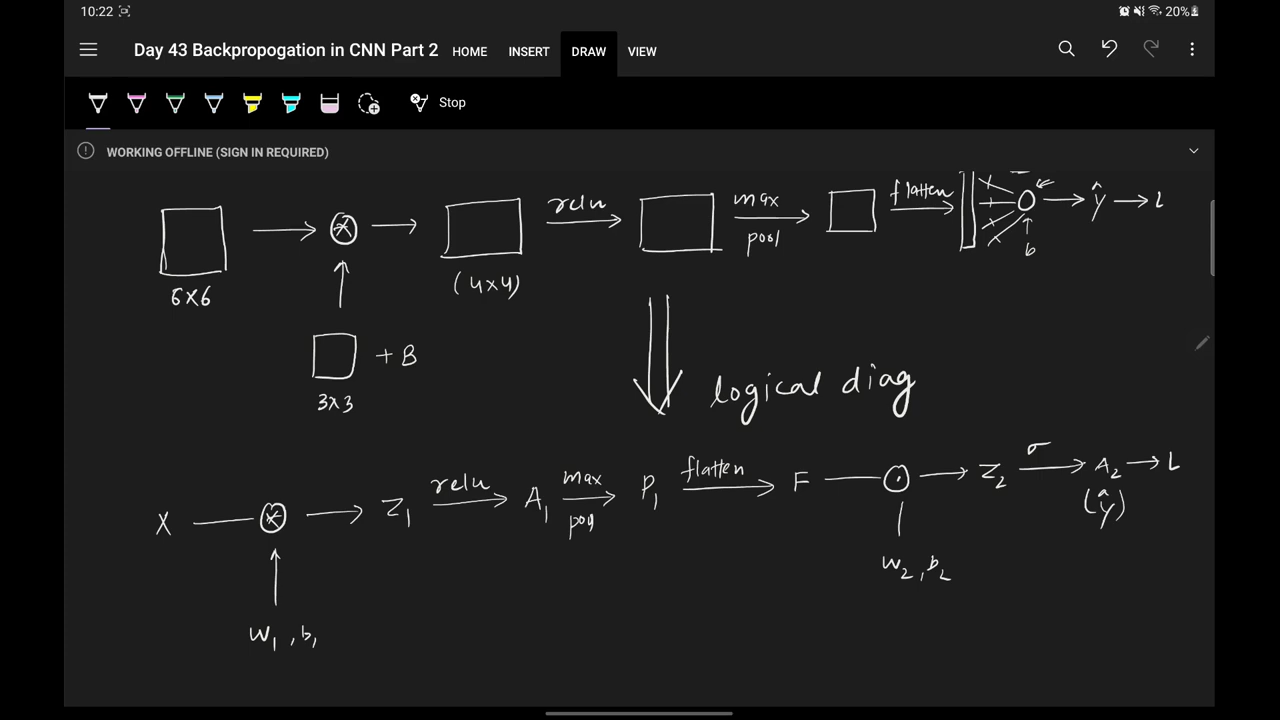 10:22 20%
Day 43 Backpropogation in CNN Part 2 HOME INSERT DRAW VIEW
Stop
WORKING OFFLINE (SIGN IN REQUIRED)
6x6 * (4x4) relu max pool flatten b ŷ L
3x3 + B
logical diag
X * Z₁ relu A₁ max pool P₁ flatten F Z₂ σ A₂ L
(ŷ)
W₂, b₂
W₁, b₁